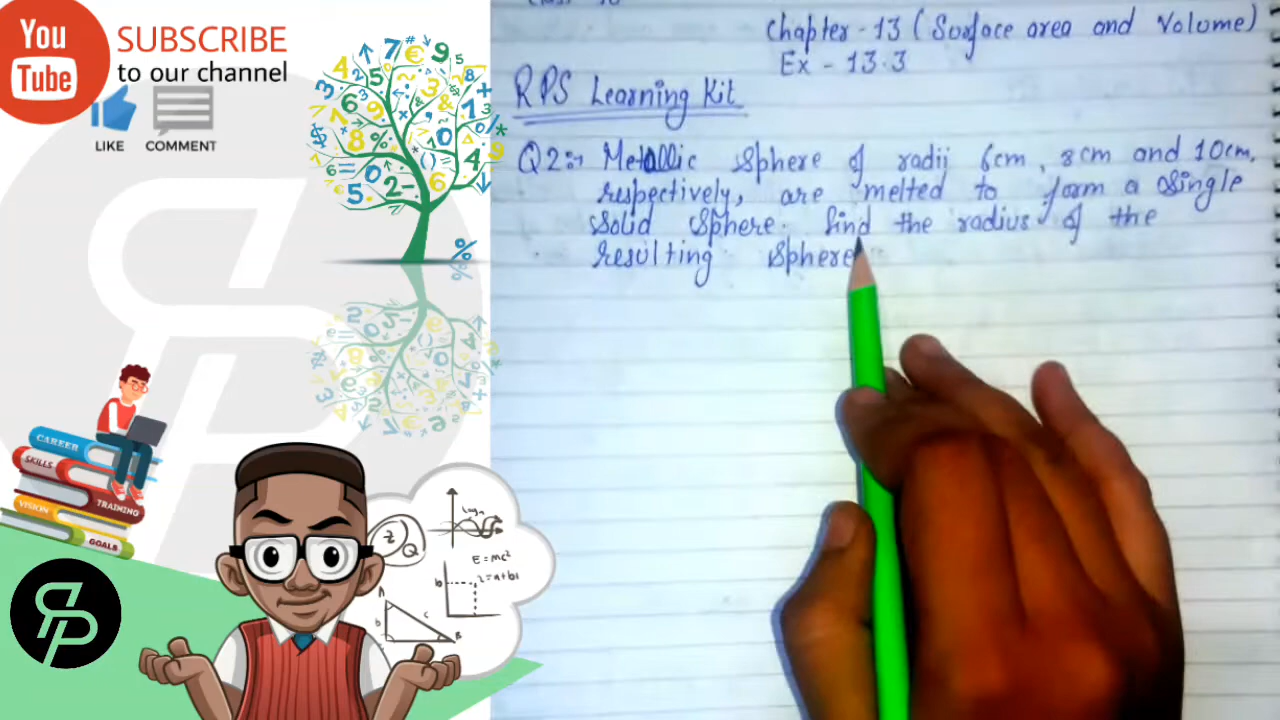 You
Tube
SUBSCRIBE
to our channel
LIKE COMMENT
CAREER
SKILLS
TRAINING
VISION
GOALS
E = mc²
Chapter - 13 (Surface area and Volume)
Ex - 13.3
RPS Learning Kit
Q2:- Metallic Sphere of radii 6cm, 8cm and 10cm,
respectively, are melted to form a single
Solid Sphere. find the radius of the
resulting Sphere